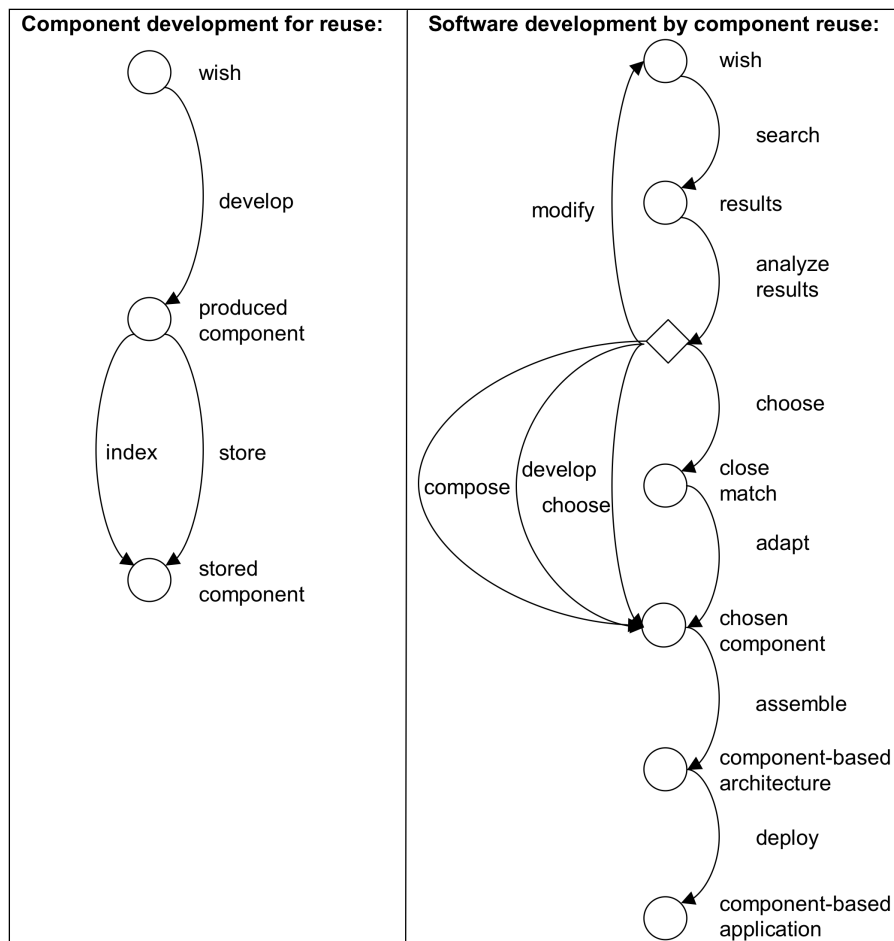 Component development for reuse:
wish
develop
produced
component
index
store
stored
component
Software development by component reuse:
wish
search
modify
results
analyze
results
choose
compose
develop
choose
close
match
adapt
chosen
component
assemble
component-based
architecture
deploy
component-based
application